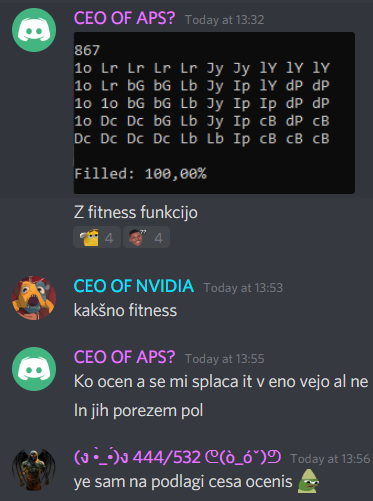 CEO OF APS? Today at 13:32
867
1o Lr Lr Lr Lr Jy Jy lY lY lY
1o Lr bG bG Lb Jy Ip lY dP dP
1o 1o bG bG Lb Jy Ip Ip dP dP
1o Dc Dc bG Lb Jy Ip cB dP cB
Dc Dc Dc Dc Lb Lb Ip cB cB cB
Filled: 100,00%
Z fitness funkcijo
4 4
CEO OF NVIDIA Today at 13:53
kakšno fitness
CEO OF APS? Today at 13:55
Ko ocen a se mi splaca it v eno vejo al ne
In jih porezem pol
(ง •̀_•́)ง 444/532 ᕦ(ò_óˇ)ᕤ Today at 13:56
ye sam na podlagi cesa ocenis